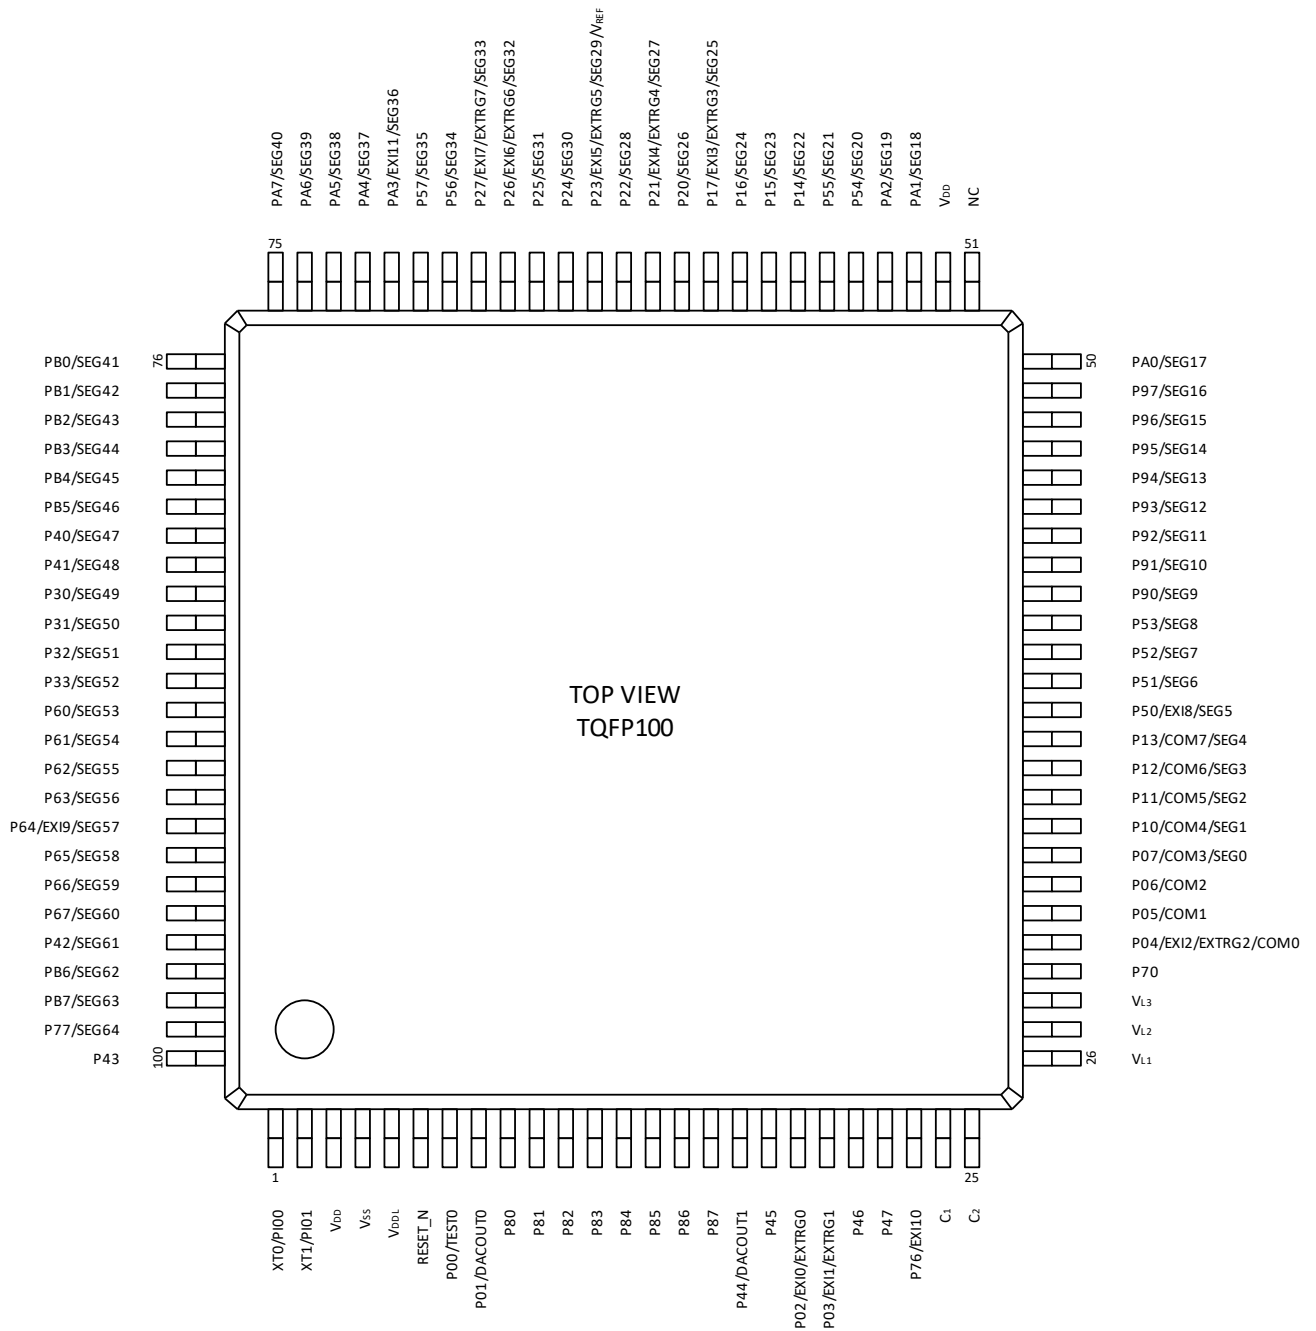 PA7/SEG40
PA6/SEG39
PA5/SEG38
PA4/SEG37
PA3/EXI11/SEG36
P57/SEG35
P56/SEG34
P27/EXI7/EXTRG7/SEG33
P26/EXI6/EXTRG6/SEG32
P25/SEG31
P24/SEG30
P23/EXI5/EXTRG5/SEG29/VREF
P22/SEG28
P21/EXI4/EXTRG4/SEG27
P20/SEG26
P17/EXI3/EXTRG3/SEG25
P16/SEG24
P15/SEG23
P14/SEG22
P55/SEG21
P54/SEG20
PA2/SEG19
PA1/SEG18
VDD
NC
75
51
PB0/SEG41
PB1/SEG42
PB2/SEG43
PB3/SEG44
PB4/SEG45
PB5/SEG46
P40/SEG47
P41/SEG48
P30/SEG49
P31/SEG50
P32/SEG51
P33/SEG52
P60/SEG53
P61/SEG54
P62/SEG55
P63/SEG56
P64/EXI9/SEG57
P65/SEG58
P66/SEG59
P67/SEG60
P42/SEG61
PB6/SEG62
PB7/SEG63
P77/SEG64
P43
76
100
TOP VIEW
TQFP100
50
26
PA0/SEG17
P97/SEG16
P96/SEG15
P95/SEG14
P94/SEG13
P93/SEG12
P92/SEG11
P91/SEG10
P90/SEG9
P53/SEG8
P52/SEG7
P51/SEG6
P50/EXI8/SEG5
P13/COM7/SEG4
P12/COM6/SEG3
P11/COM5/SEG2
P10/COM4/SEG1
P07/COM3/SEG0
P06/COM2
P05/COM1
P04/EXI2/EXTRG2/COM0
P70
VL3
VL2
VL1
1
25
XT0/PI00
XT1/PI01
VDD
VSS
VDDL
RESET_N
P00/TEST0
P01/DACOUT0
P80
P81
P82
P83
P84
P85
P86
P87
P44/DACOUT1
P45
P02/EXI0/EXTRG0
P03/EXI1/EXTRG1
P46
P47
P76/EXI10
C1
C2